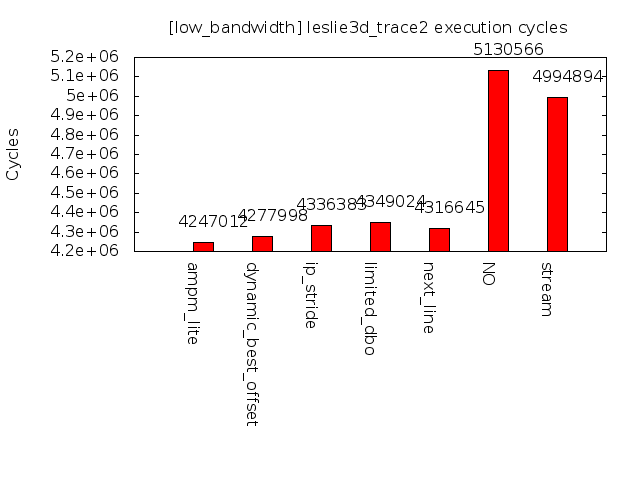 [low_bandwidth] leslie3d_trace2 execution cycles
Cycles
5.2e+06
5.1e+06
5e+06
4.9e+06
4.8e+06
4.7e+06
4.6e+06
4.5e+06
4.4e+06
4.3e+06
4.2e+06
4247012
4277998
4336383
4349024
4316645
5130566
4994894
ampm_lite
dynamic_best_offset
ip_stride
limited_dbo
next_line
NO
stream